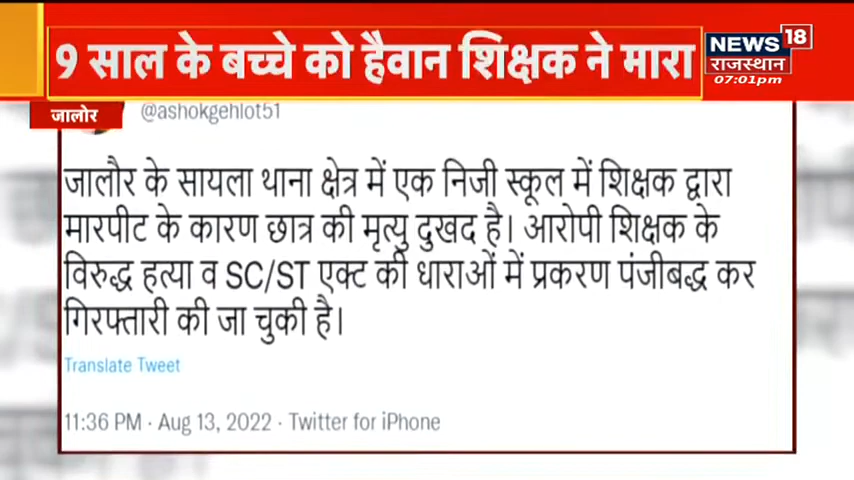 9 साल के बच्चे को हैवान शिक्षक ने मारा
NEWS 18
राजस्थान
07:01pm
जालोर
@ashokgehlot51
जालौर के सायला थाना क्षेत्र में एक निजी स्कूल में शिक्षक द्वारा
मारपीट के कारण छात्र की मृत्यु दुखद है। आरोपी शिक्षक के
विरुद्ध हत्या व SC/ST एक्ट की धाराओं में प्रकरण पंजीबद्ध कर
गिरफ्तारी की जा चुकी है।
Translate Tweet
11:36 PM · Aug 13, 2022 · Twitter for iPhone